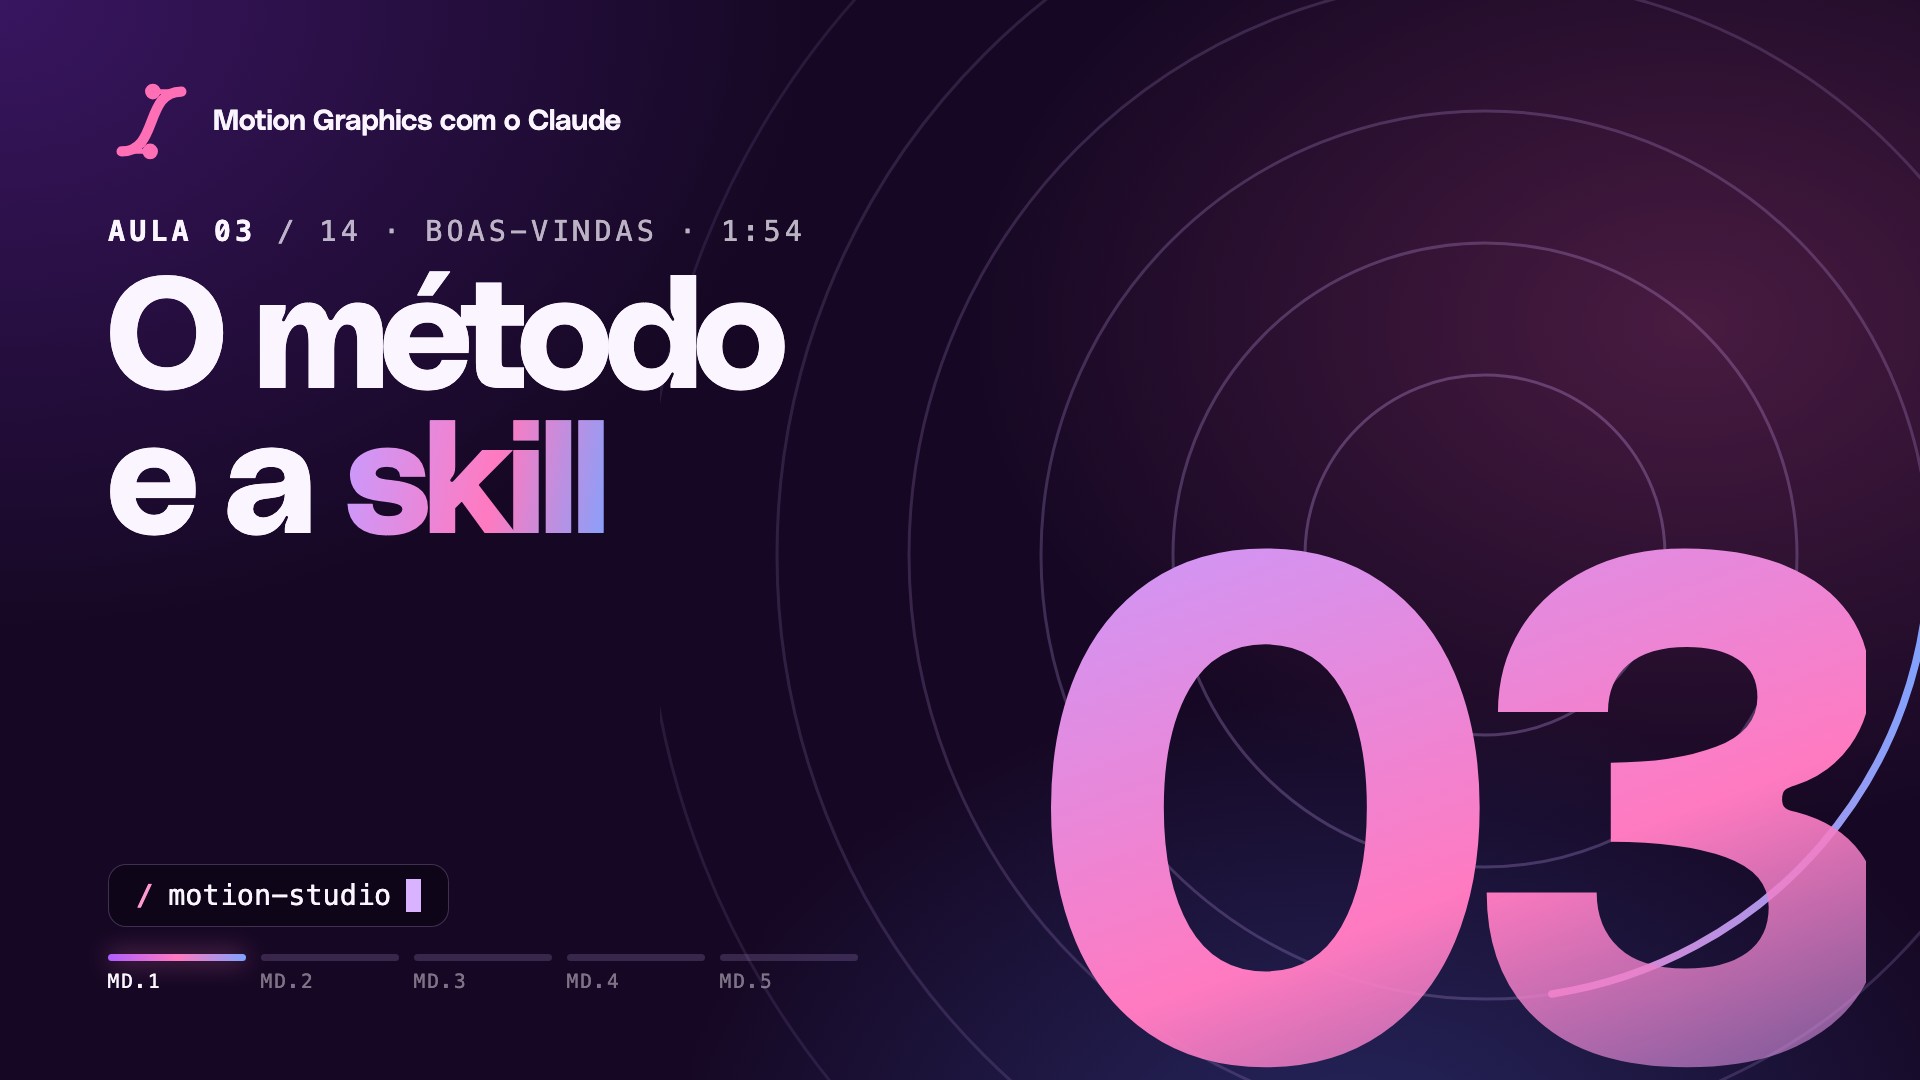 Motion Graphics com o Claude
AULA 03 / 14 · BOAS-VINDAS · 1:54
O método
e a skill
03
/ motion-studio
MD.1 MD.2 MD.3 MD.4 MD.5